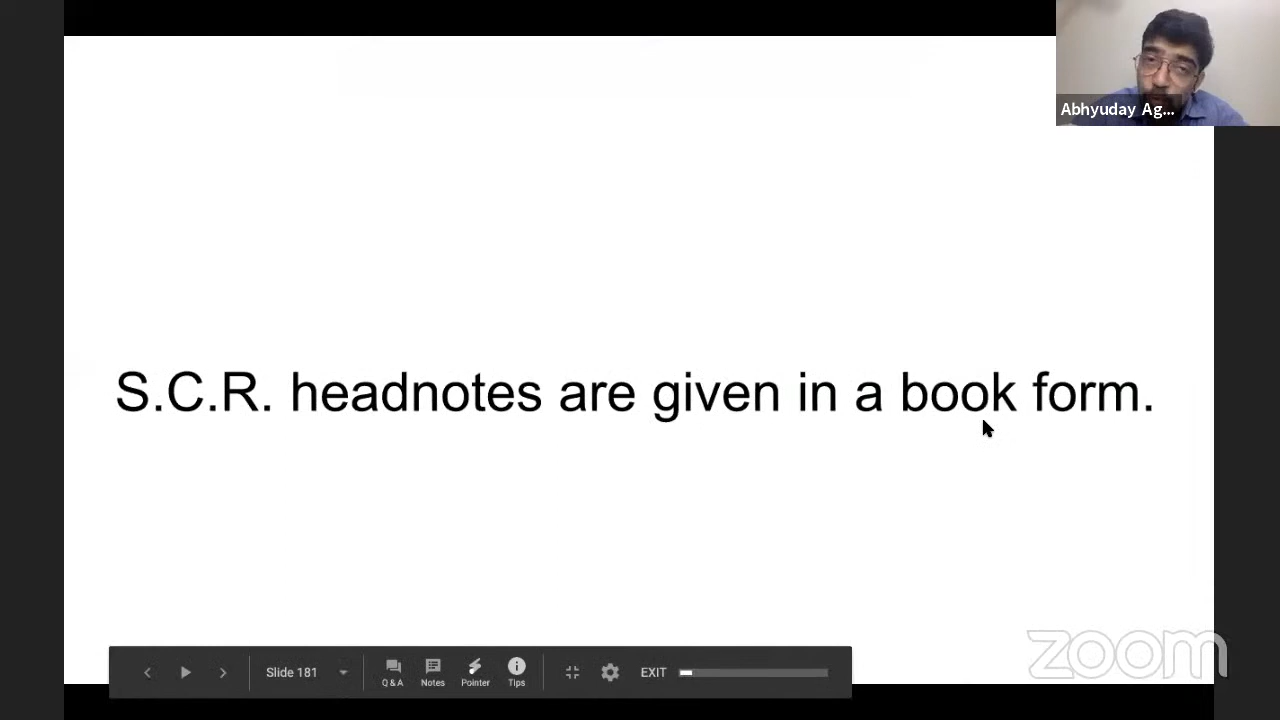 Abhyuday Ag...
S.C.R. headnotes are given in a book form.
Slide 181
Q & A
Notes
Pointer
Tips
EXIT
zoom